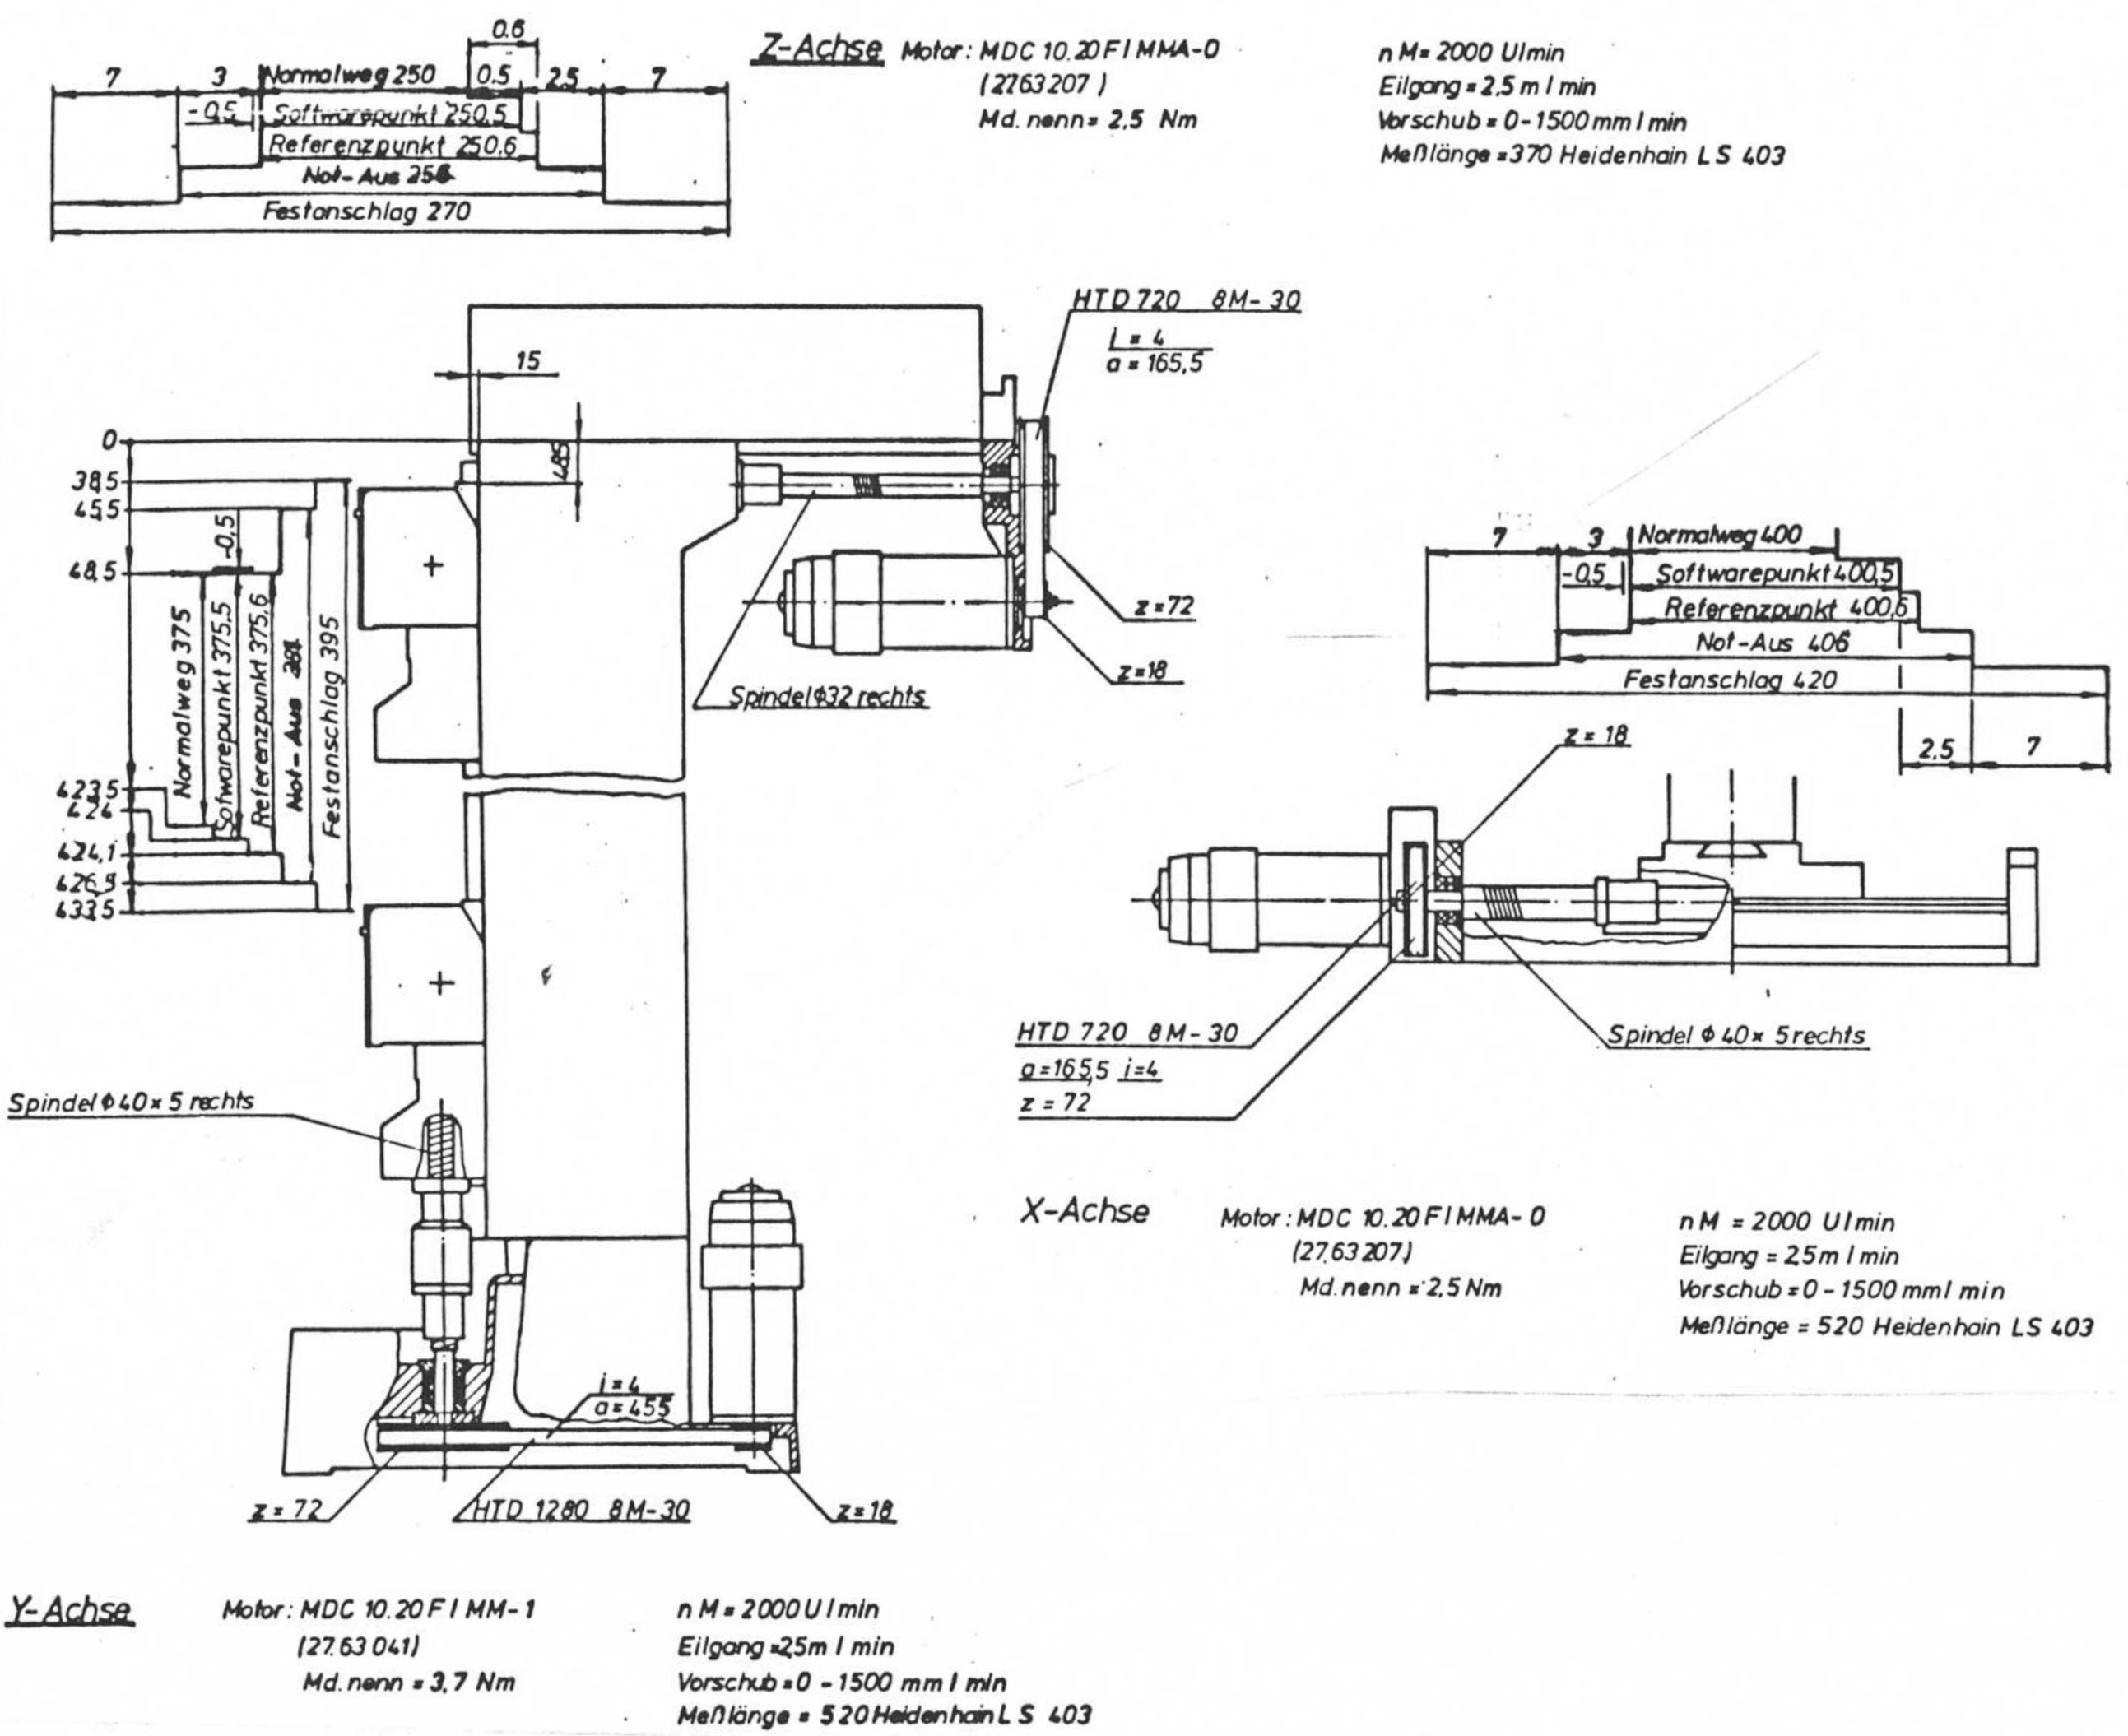 0.6
7 3 Normalweg 250 0.5 2.5 7
-0.5 Softwarepunkt 250.5
Referenzpunkt 250.6
Not-Aus 256
Festanschlag 270
Z-Achse Motor: MDC 10.20 F/MMA-0
(27.63 207)
Md. nenn = 2,5 Nm
n M = 2000 U/min
Eilgang = 2,5 m / min
Vorschub = 0-1500 mm / min
Meßlänge = 370 Heidenhain LS 403
HTD 720 8M-30
i = 4
a = 165,5
15
48,5
0
38,5
45,5
48,5
-0,5
Normalweg 375
Sofwarepunkt 375.5
Referenzpunkt 375,6
Not-Aus 381
Festanschlag 395
423,5
424
424,1
426,5
433,5
z=72
z=18
Spindel ϕ32 rechts
7 3 Normalweg 400
-0,5 Softwarepunkt 400,5
Referenzpunkt 400,6
Not-Aus 406
Festanschlag 420
2,5 7
z = 18
HTD 720 8M-30
a=165,5 i=4
z = 72
Spindel ϕ 40 x 5 rechts
Spindel ϕ 40 x 5 rechts
X-Achse Motor: MDC 10.20 F/MMA-0
(27.63 207)
Md. nenn = 2,5 Nm
n M = 2000 U/min
Eilgang = 2,5 m / min
Vorschub = 0 - 1500 mm / min
Meßlänge = 520 Heidenhain LS 403
i = 4
a = 455
z = 72
HTD 1280 8M-30
z=18
Y-Achse Motor: MDC 10.20 F / MM-1
(27.63 041)
Md. nenn = 3,7 Nm
n M = 2000 U/min
Eilgang = 2,5 m / min
Vorschub = 0 - 1500 mm / min
Meßlänge = 520 Heidenhain L S 403